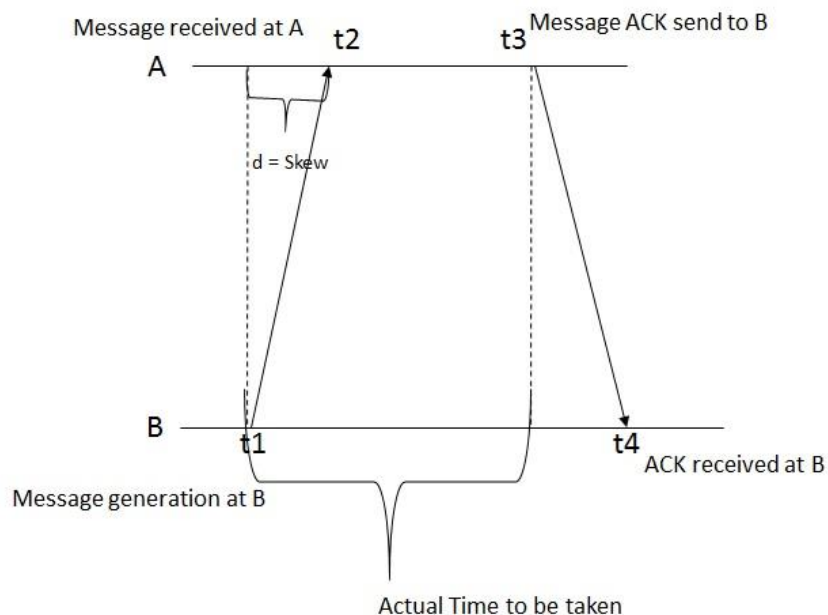 Message received at A
t2
t3
Message ACK send to B
A
d = Skew
B
t1
t4
ACK received at B
Message generation at B
Actual Time to be taken